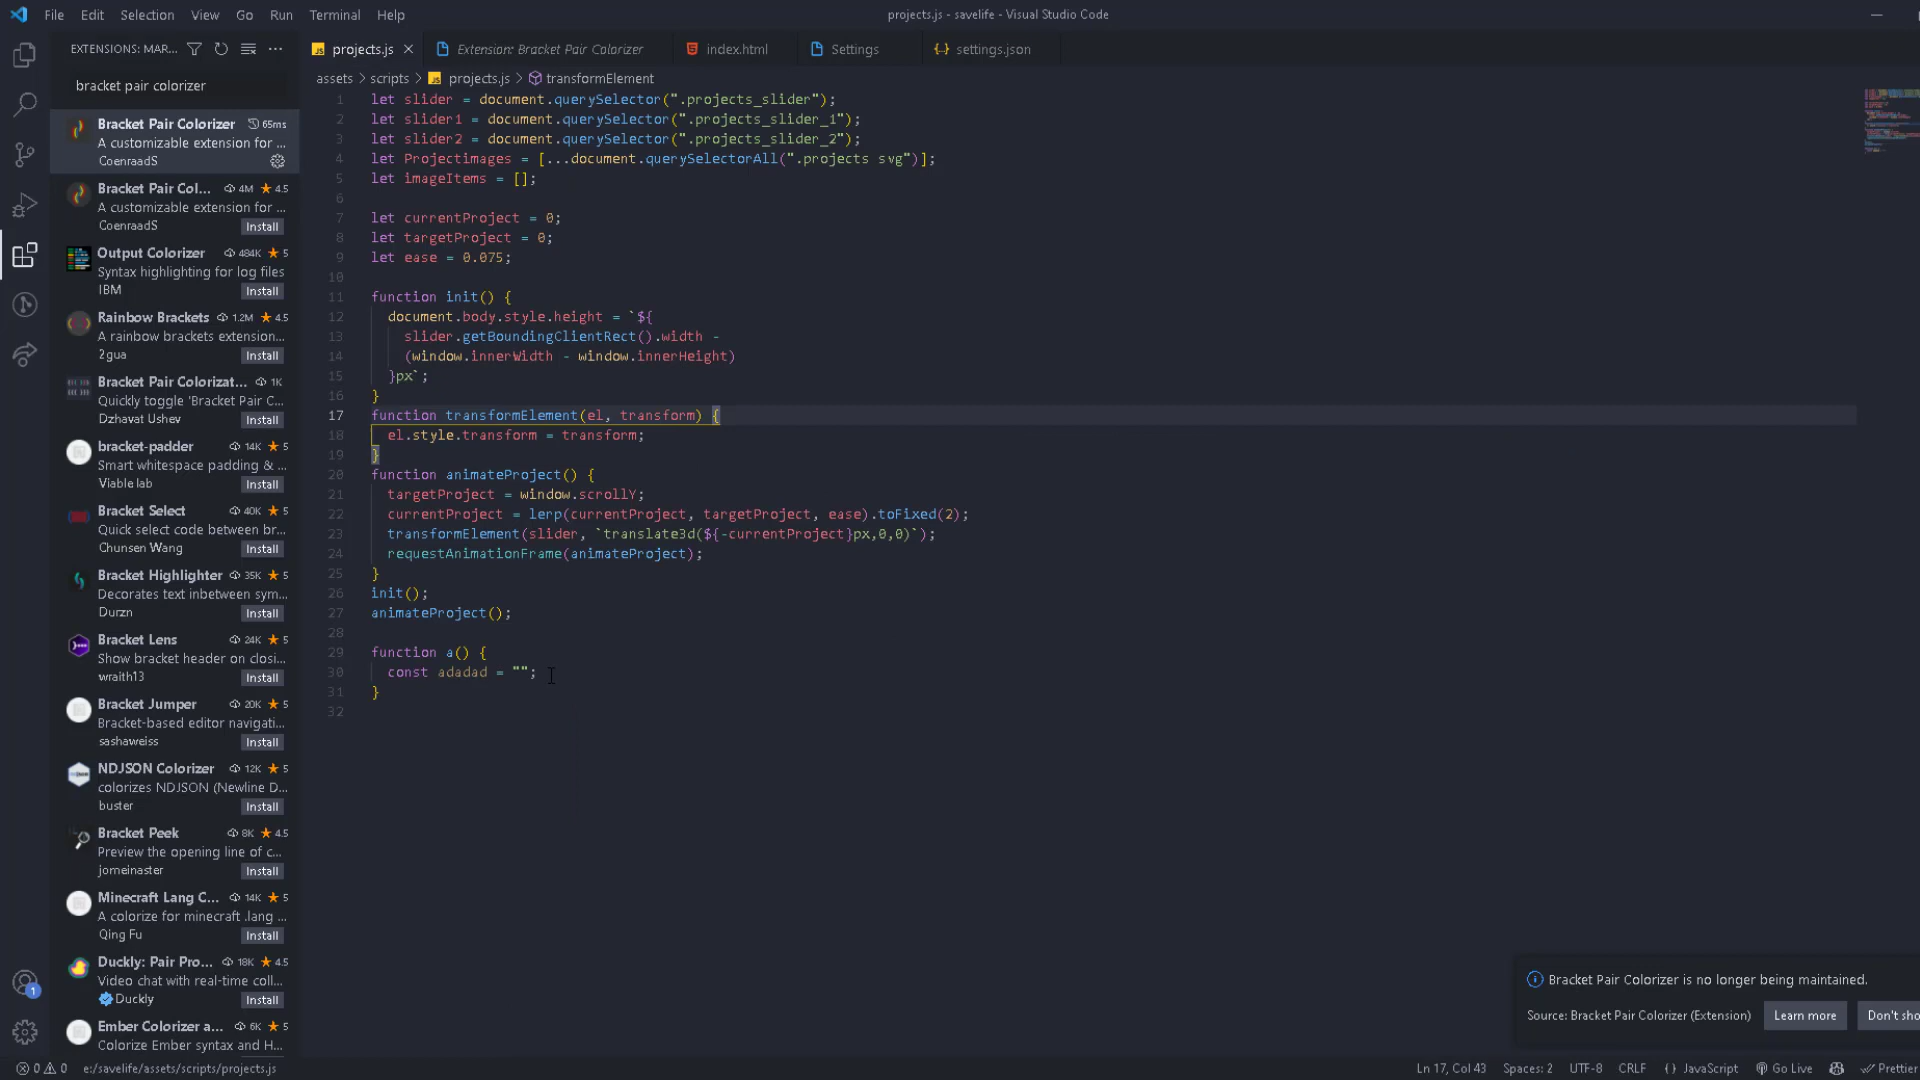 File Edit Selection View Go Run Terminal Help
projects.js - savelife - Visual Studio Code
EXTENSIONS: MAR...
bracket pair colorizer
Bracket Pair Colorizer 65ms
A customizable extension for ...
CoenraadS
Bracket Pair Col... 4M 4.5
A customizable extension for ...
CoenraadS Install
Output Colorizer 484K 5
Syntax highlighting for log files
IBM Install
Rainbow Brackets 1.2M 4.5
A rainbow brackets extension...
2gua Install
Bracket Pair Colorizat... 1K
Quickly toggle 'Bracket Pair C...
Dzhavat Ushev Install
bracket-padder 14K 5
Smart whitespace padding & ...
Viable lab Install
Bracket Select 40K 5
Quick select code between br...
Chunsen Wang Install
Bracket Highlighter 35K 5
Decorates text inbetween sym...
Durzn Install
Bracket Lens 24K 5
Show bracket header on closi...
wraith13 Install
Bracket Jumper 20K 5
Bracket-based editor navigati...
sashaweiss Install
NDJSON Colorizer 12K 5
colorizes NDJSON (Newline D...
buster Install
Bracket Peek 8K 4.5
Preview the opening line of c...
jomeinaster Install
Minecraft Lang C... 14K 5
A colorize for minecraft .lang ...
Qing Fu Install
Duckly: Pair Pro... 18K 4.5
Video chat with real-time coll...
Duckly Install
Ember Colorizer a... 6K 5
Colorize Ember syntax and H...
projects.js Extension: Bracket Pair Colorizer index.html Settings settings.json
assets > scripts > projects.js > transformElement
1 let slider = document.querySelector(".projects_slider");
2 let slider1 = document.querySelector(".projects_slider_1");
3 let slider2 = document.querySelector(".projects_slider_2");
4 let Projectimages = [...document.querySelectorAll(".projects svg")];
5 let imageItems = [];
6
7 let currentProject = 0;
8 let targetProject = 0;
9 let ease = 0.075;
10
11 function init() {
12 document.body.style.height = `${
13 slider.getBoundingClientRect().width -
14 (window.innerWidth - window.innerHeight)
15 }px`;
16 }
17 function transformElement(el, transform) {
18 el.style.transform = transform;
19 }
20 function animateProject() {
21 targetProject = window.scrollY;
22 currentProject = lerp(currentProject, targetProject, ease).toFixed(2);
23 transformElement(slider, `translate3d(${-currentProject}px,0,0)`);
24 requestAnimationFrame(animateProject);
25 }
26 init();
27 animateProject();
28
29 function a() {
30 const adadad = "";
31 }
32
Bracket Pair Colorizer is no longer being maintained.
Source: Bracket Pair Colorizer (Extension) Learn more Don't sho
1
0 0 e:/savelife/assets/scripts/projects.js
Ln 17, Col 43 Spaces: 2 UTF-8 CRLF {} JavaScript Go Live Prettier